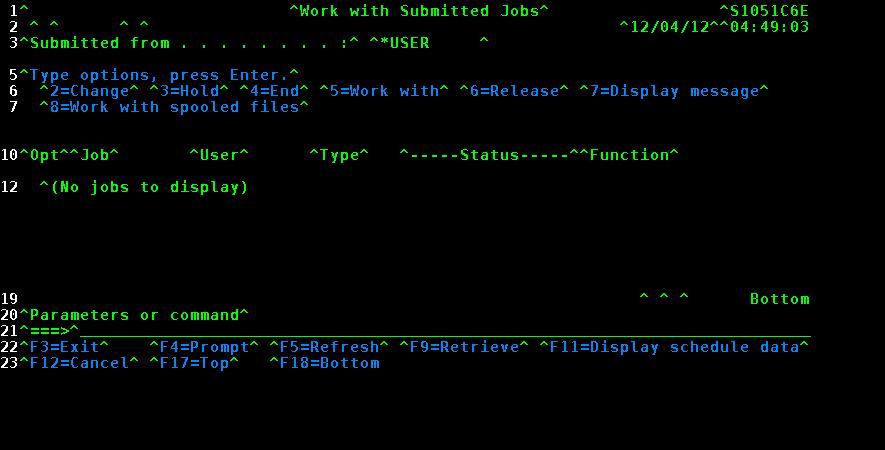 1^ ^Work with Submitted Jobs^ ^S1051C6E
2 ^ ^ ^ ^ ^12/04/12^^04:49:03
3^Submitted from . . . . . . . . :^ ^*USER ^
5^Type options, press Enter.^
6 ^2=Change^ ^3=Hold^ ^4=End^ ^5=Work with^ ^6=Release^ ^7=Display message^
7 ^8=Work with spooled files^
10^Opt^^Job^ ^User^ ^Type^ ^-----Status-----^^Function^
12 ^(No jobs to display)
19 ^ ^ ^ Bottom
20^Parameters or command^
21^===>^_________________________________________________________________________
22^F3=Exit^ ^F4=Prompt^ ^F5=Refresh^ ^F9=Retrieve^ ^F11=Display schedule data^
23^F12=Cancel^ ^F17=Top^ ^F18=Bottom